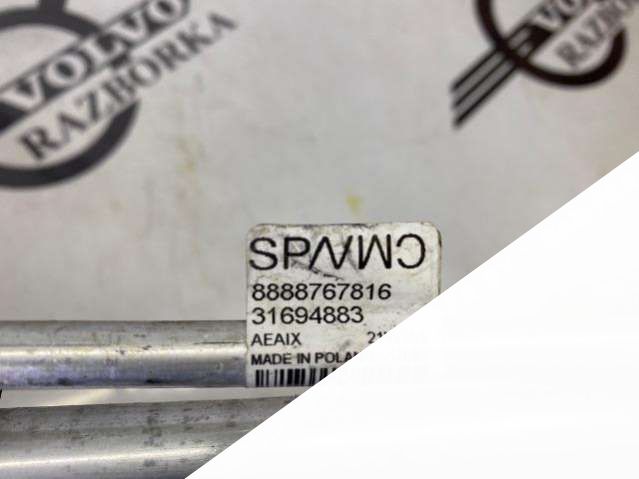 VOLVO
RAZBORKA
8888767816
31694883
AEAIX
MADE IN